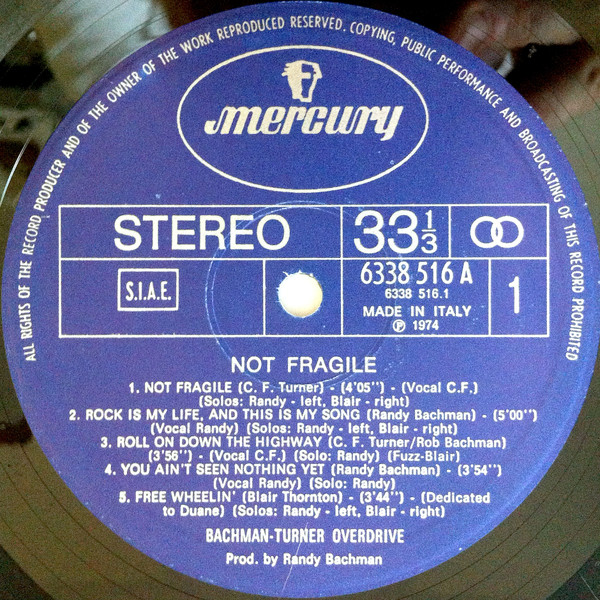 ALL RIGHTS OF THE RECORD PRODUCER AND OF THE OWNER OF THE WORK REPRODUCED RESERVED. COPYING, PUBLIC PERFORMANCE AND BROADCASTING OF THIS RECORD PROHIBITED
mercury
STEREO
33 1/3
S.I.A.E.
6338 516 A
6338 516.1
MADE IN ITALY
℗ 1974
1
NOT FRAGILE
1. NOT FRAGILE (C. F. Turner) - (4'05'') - (Vocal C.F.)
(Solos: Randy - left, Blair - right)
2. ROCK IS MY LIFE, AND THIS IS MY SONG (Randy Bachman) - (5'00'')
(Vocal Randy) (Solos: Randy - left, Blair - right)
3. ROLL ON DOWN THE HIGHWAY (C. F. Turner/Rob Bachman)
(3'56'') - (Vocal C.F.) (Solo: Randy) (Fuzz-Blair)
4. YOU AIN'T SEEN NOTHING YET (Randy Bachman) - (3'54'')
(Vocal Randy) (Solo: Randy)
5. FREE WHEELIN' (Blair Thornton) - (3'44'') - (Dedicated
to Duane) (Solos: Randy - left, Blair - right)
BACHMAN-TURNER OVERDRIVE
Prod. by Randy Bachman